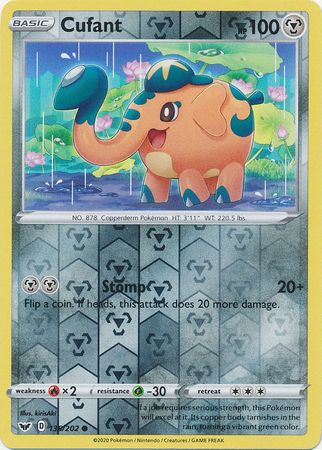 BASIC Cufant HP 100
NO. 878 Copperderm Pokémon HT: 3'11" WT: 220.5 lbs.
Stomp 20+
Flip a coin. If heads, this attack does 20 more damage.
weakness ×2 resistance -30 retreat
Illus. kirisAki
If a job requires serious strength, this Pokémon
will excel at it. Its copper body tarnishes in the
rain, turning a vibrant green color.
D /202
©2020 Pokémon / Nintendo / Creatures / GAME FREAK